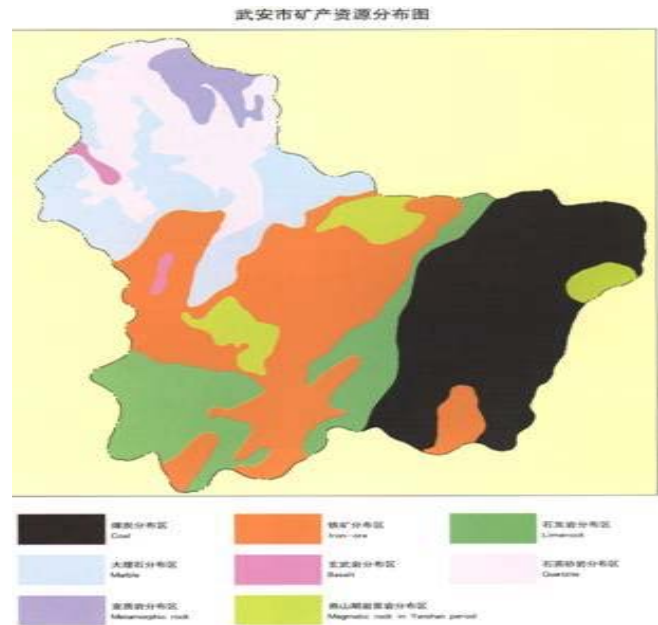 武安市矿产资源分布图
煤炭分布区
Coal
铁矿分布区
Iron-ore
石灰岩分布区
Limerock
大理石分布区
Marble
玄武岩分布区
Basalt
石英砂岩分布区
Quartzite
变质岩分布区
Metamorphic rock
燕山期岩浆岩分布区
Magmatic rock in Yanshan period